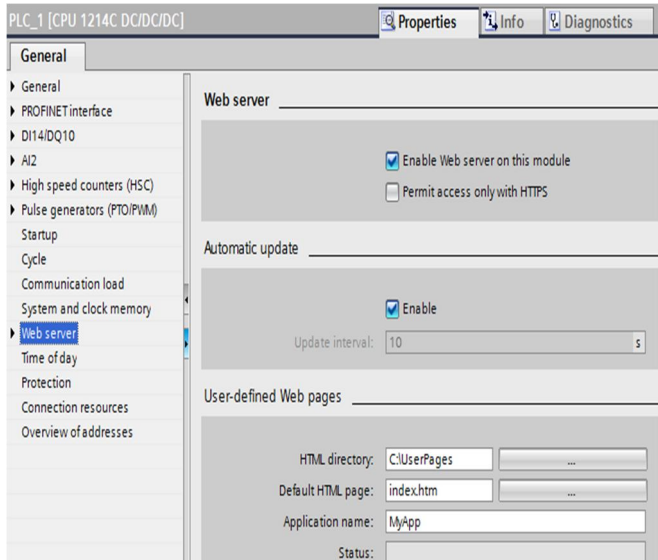 PLC_1 [CPU 1214C DC/DC/DC]
Properties
Info
Diagnostics
General
General
PROFINET interface
DI14/DQ10
AI2
High speed counters (HSC)
Pulse generators (PTO/PWM)
Startup
Cycle
Communication load
System and clock memory
Web server
Time of day
Protection
Connection resources
Overview of addresses
Web server
Enable Web server on this module
Permit access only with HTTPS
Automatic update
Enable
Update interval: 10 s
User-defined Web pages
HTML directory: C:\UserPages ...
Default HTML page: index.htm ...
Application name: MyApp
Status: